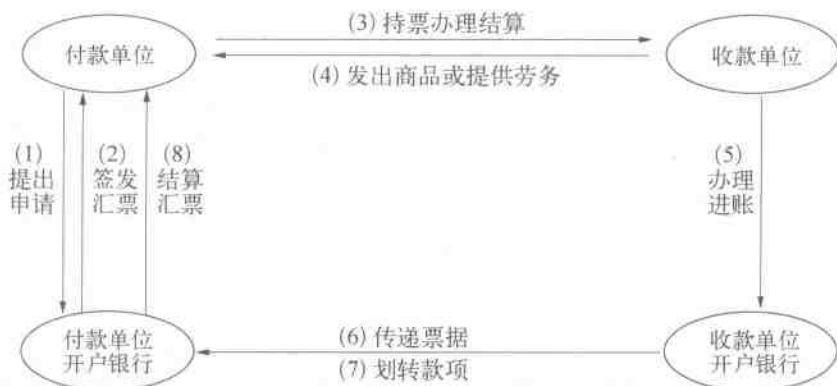 (3) 持票办理结算
付款单位
收款单位
(4) 发出商品或提供劳务
(1)
提出
申请
(2)
签发
汇票
(8)
结算
汇票
(5)
办理
进账
付款单位
开户银行
(6) 传递票据
(7) 划转款项
收款单位
开户银行